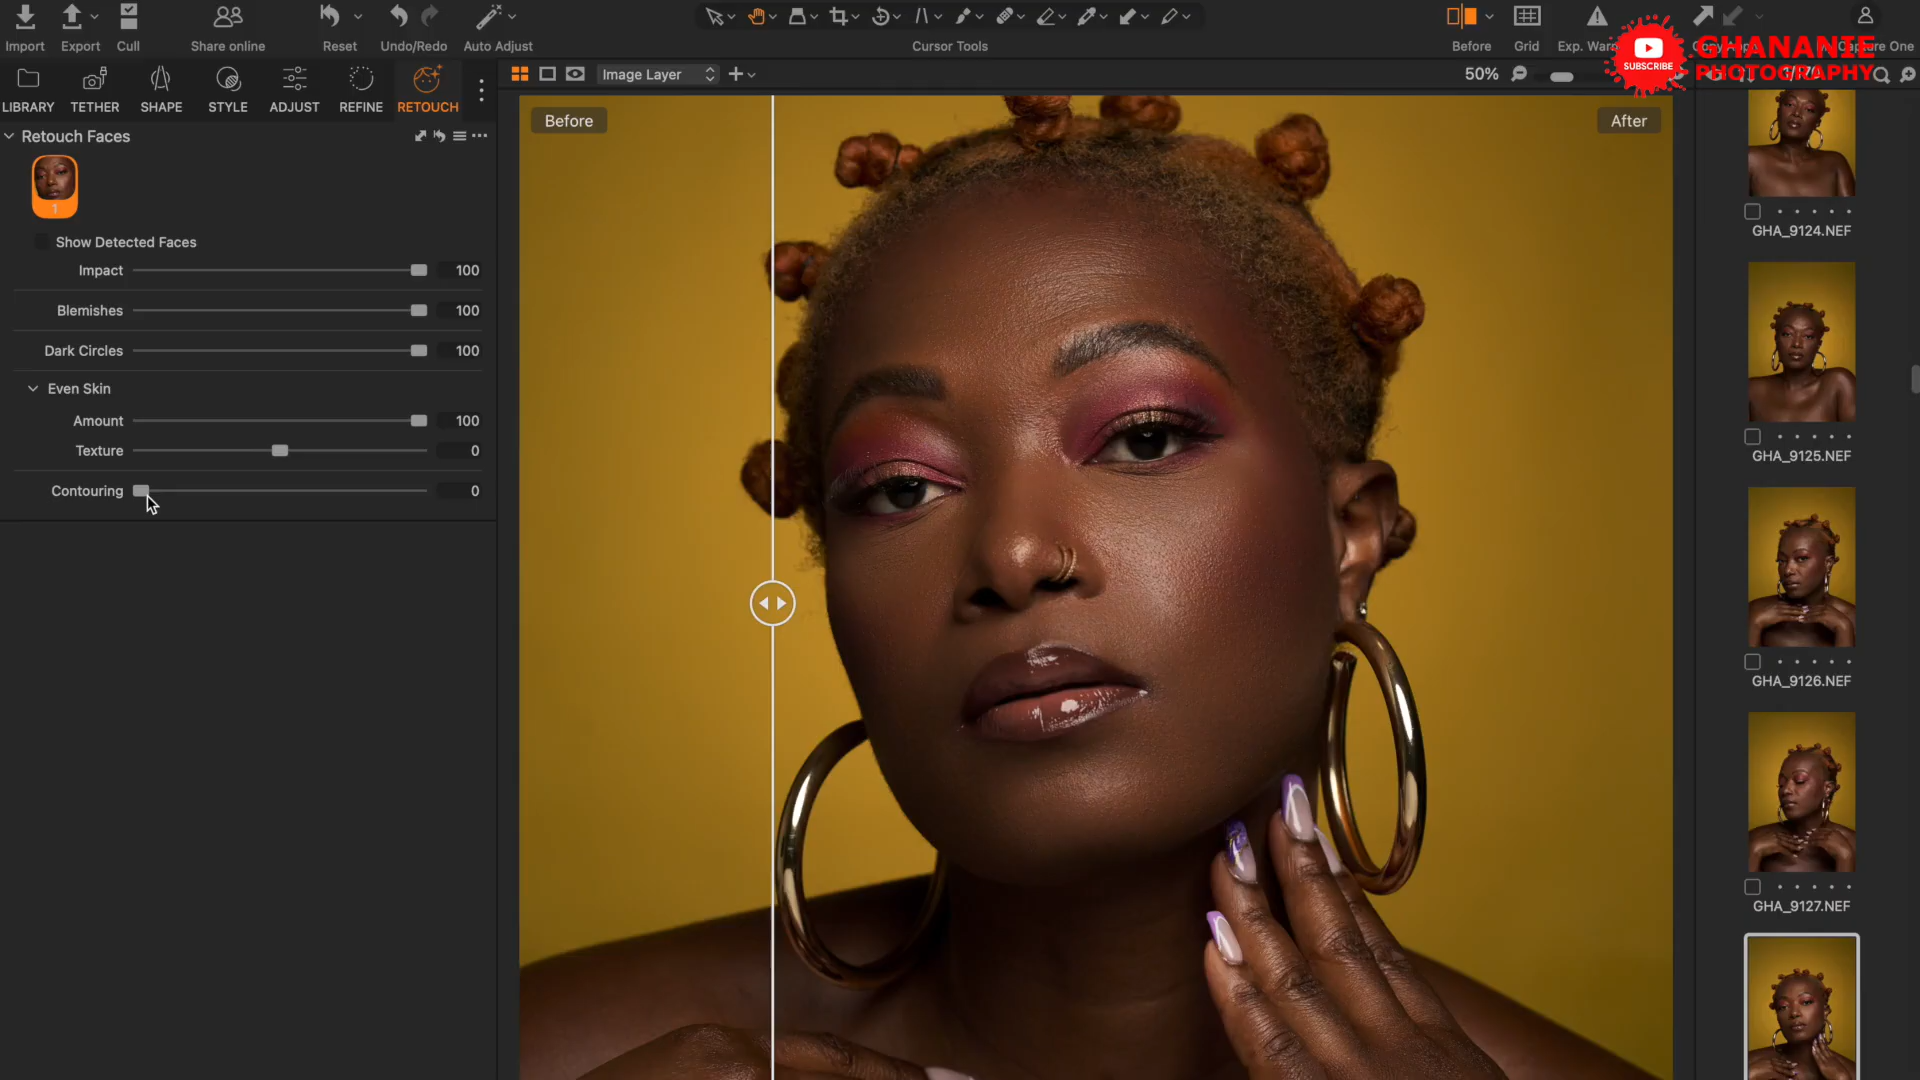 Import
Export
Cull
Share online
Reset
Undo/Redo
Auto Adjust
Cursor Tools
Before
Grid
Exp. Warn
Capture One
SUBSCRIBE
GHANANIE
PHOTOGRAPHY
LIBRARY
TETHER
SHAPE
STYLE
ADJUST
REFINE
RETOUCH
Image Layer
50%
Retouch Faces
1
Show Detected Faces
Impact 100
Blemishes 100
Dark Circles 100
Even Skin
Amount 100
Texture 0
Contouring 0
Before
After
GHA_9124.NEF
GHA_9125.NEF
GHA_9126.NEF
GHA_9127.NEF